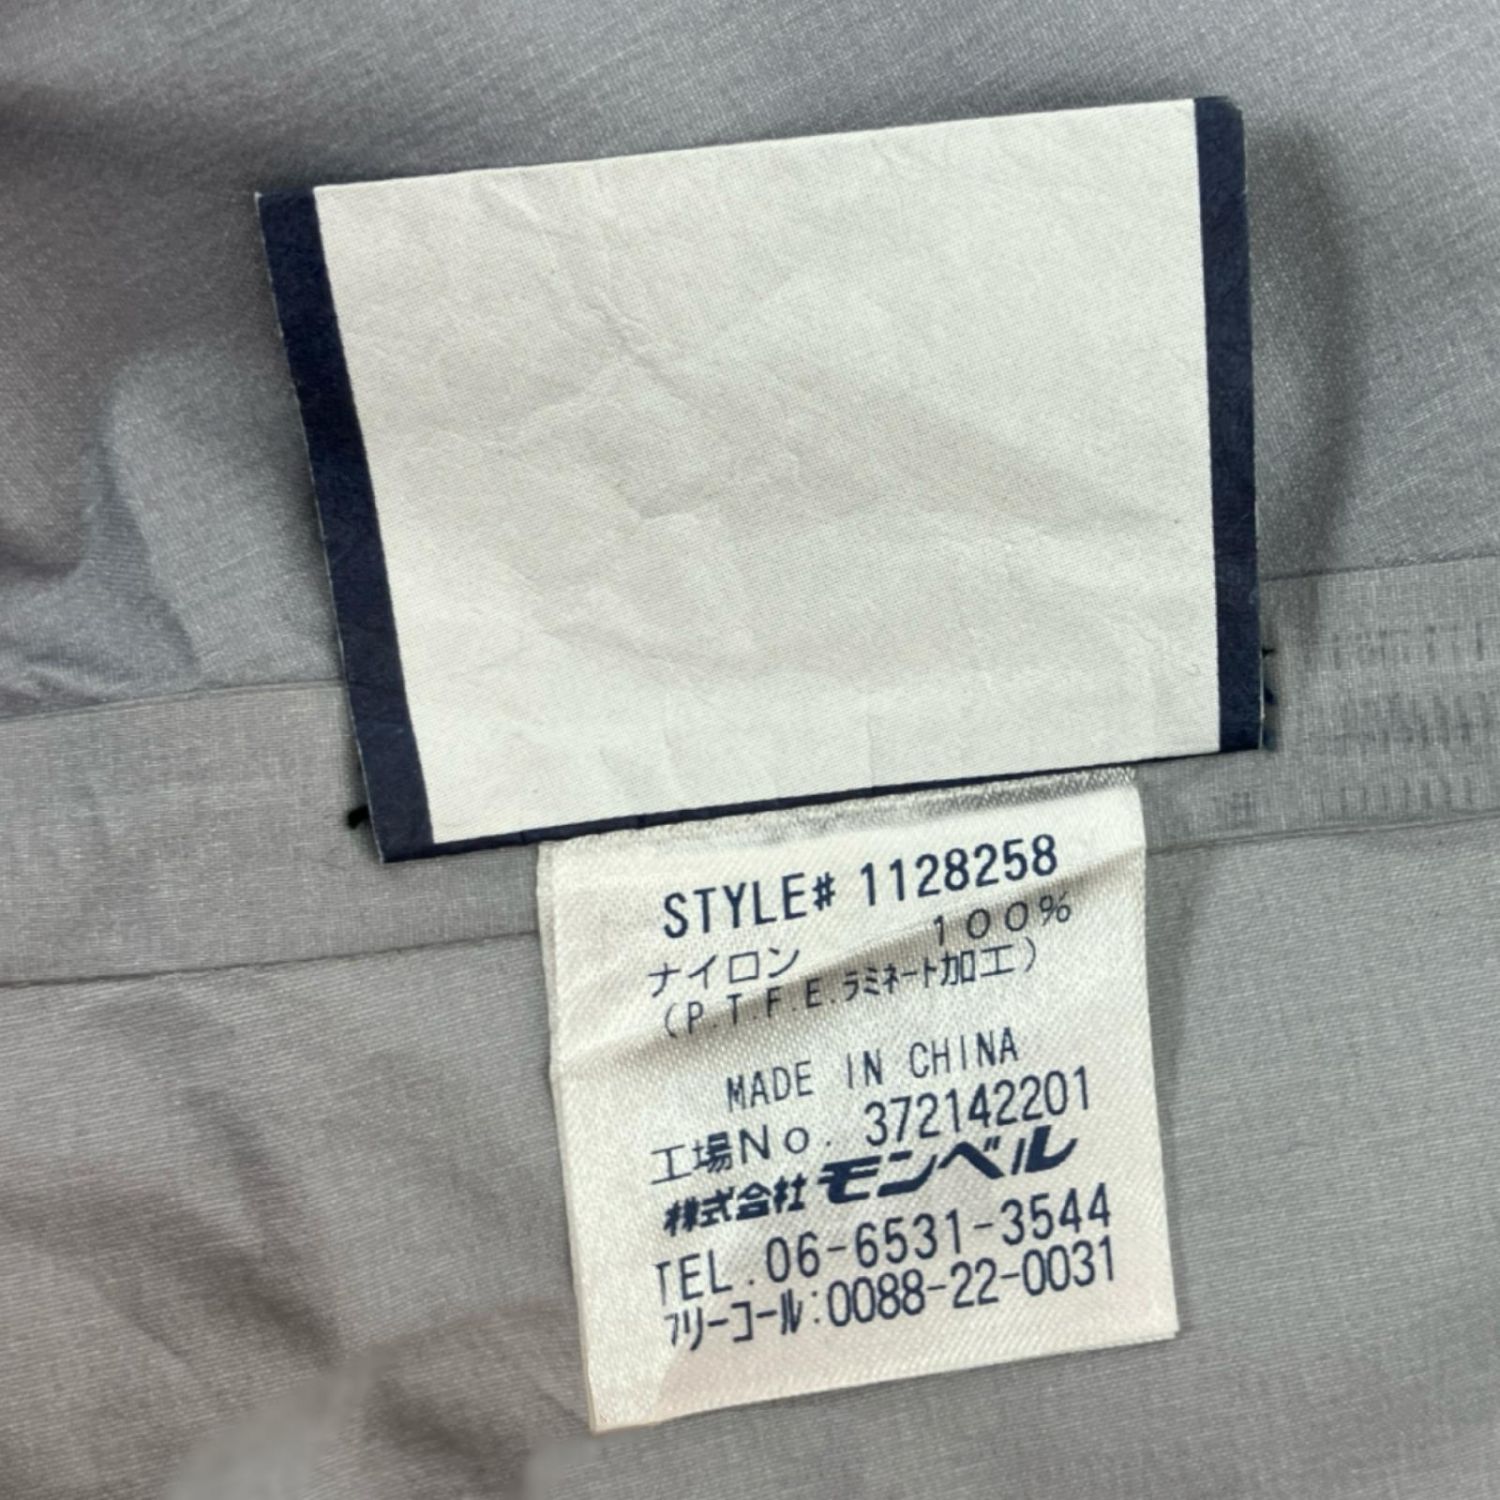 STYLE# 1128258
ナイロン 100%
(P.T.F.E.ラミネート加工)
MADE IN CHINA
工場No. 372142201
株式会社モンベル
TEL.06-6531-3544
フリーコール:0088-22-0031